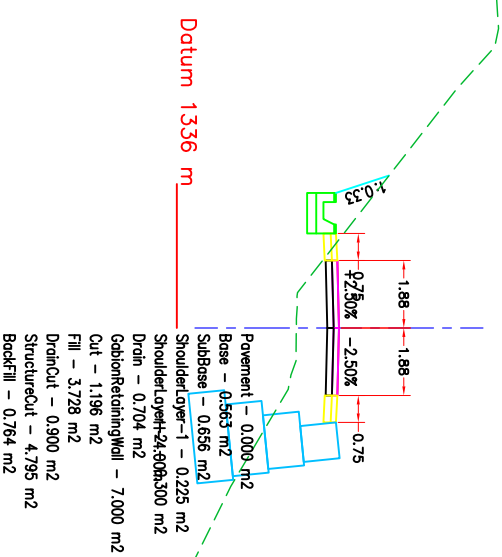 1.88 1.88
0.75 0.75
+2.50% -2.50%
1:0.33
Pavement - 0.000 m2
Base - 0.563 m2
SubBase - 0.656 m2
Datum 1336 m
ShoulderLayer-1 - 0.225 m2
0.300 m2
Drain - 0.704 m2
GabionRetainingWall - 7.000 m2
Cut - 1.196 m2
Fill - 3.728 m2
DrainCut - 0.900 m2
StructureCut - 4.795 m2
BackFill - 0.764 m2